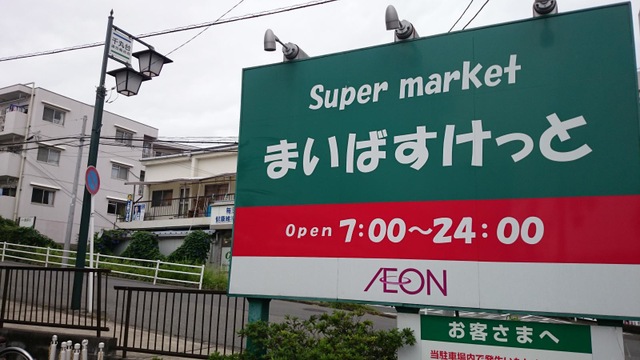 Super market
まいばすけっと
Open 7:00～24:00
ÆON
お客さまへ